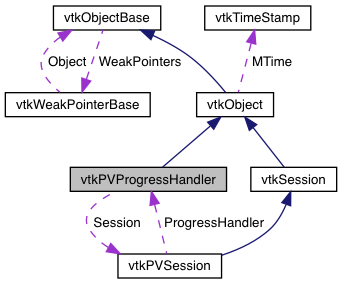 vtkObjectBase
vtkTimeStamp
Object
WeakPointers
MTime
vtkWeakPointerBase
vtkObject
vtkPVProgressHandler
vtkSession
Session
ProgressHandler
vtkPVSession